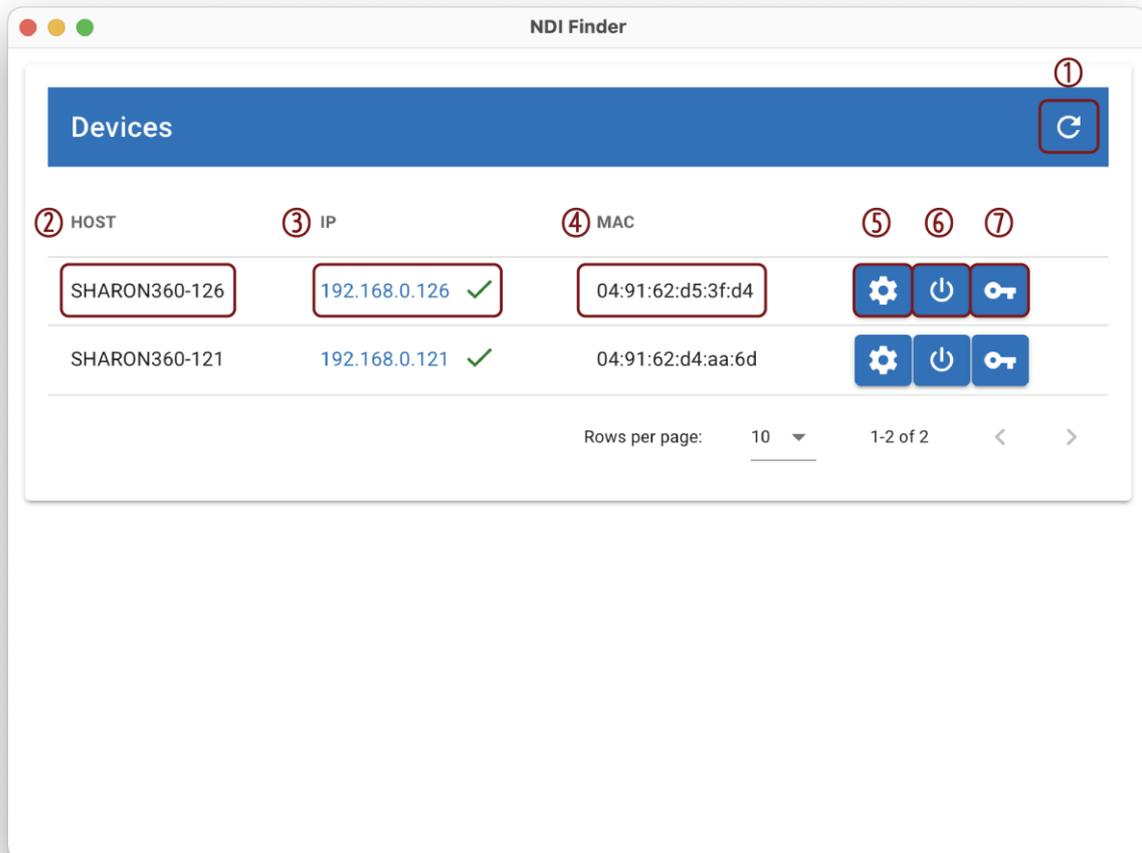 NDI Finder
①
Devices
② HOST ③ IP ④ MAC ⑤ ⑥ ⑦
SHARON360-126 192.168.0.126 04:91:62:d5:3f:d4
SHARON360-121 192.168.0.121 04:91:62:d4:aa:6d
Rows per page: 10 1-2 of 2